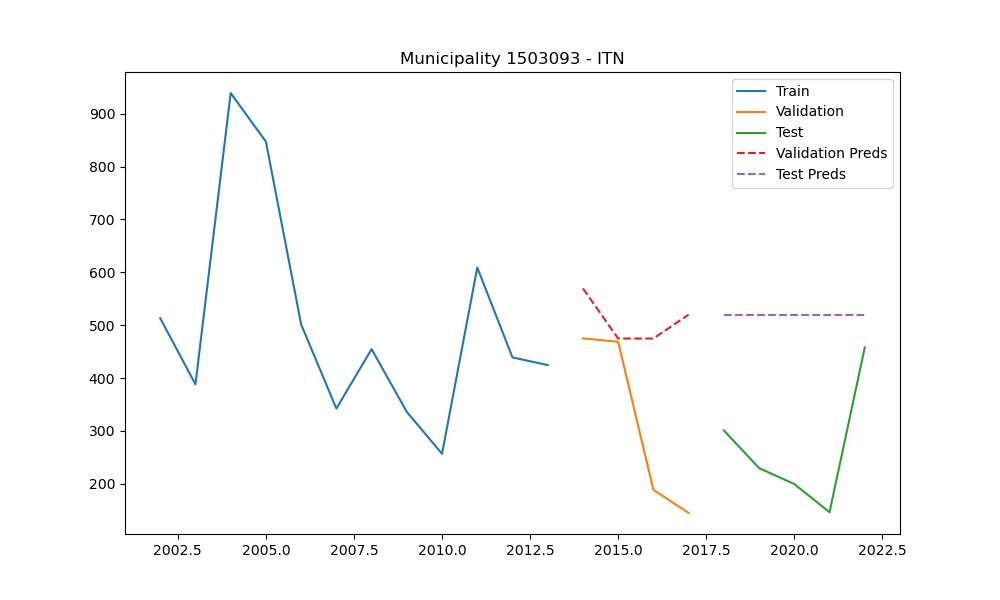 Municipality 1503093 - ITN
Train
Validation
Test
Validation Preds
Test Preds
900
800
700
600
500
400
300
200
2002.5 2005.0 2007.5 2010.0 2012.5 2015.0 2017.5 2020.0 2022.5